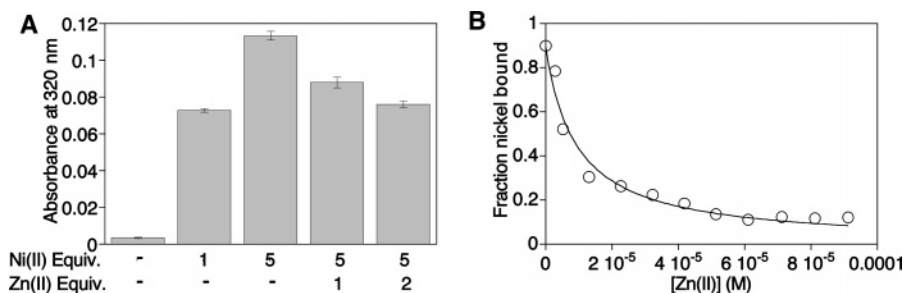 A
Absorbance at 320 nm
0.12
0.1
0.08
0.06
0.04
0.02
0
Ni(II) Equiv. - 1 5 5 5
Zn(II) Equiv. - - - 1 2
B
Fraction nickel bound
1
0.8
0.6
0.4
0.2
0
0 2 10-5 4 10-5 6 10-5 8 10-5 0.0001
[Zn(II)] (M)